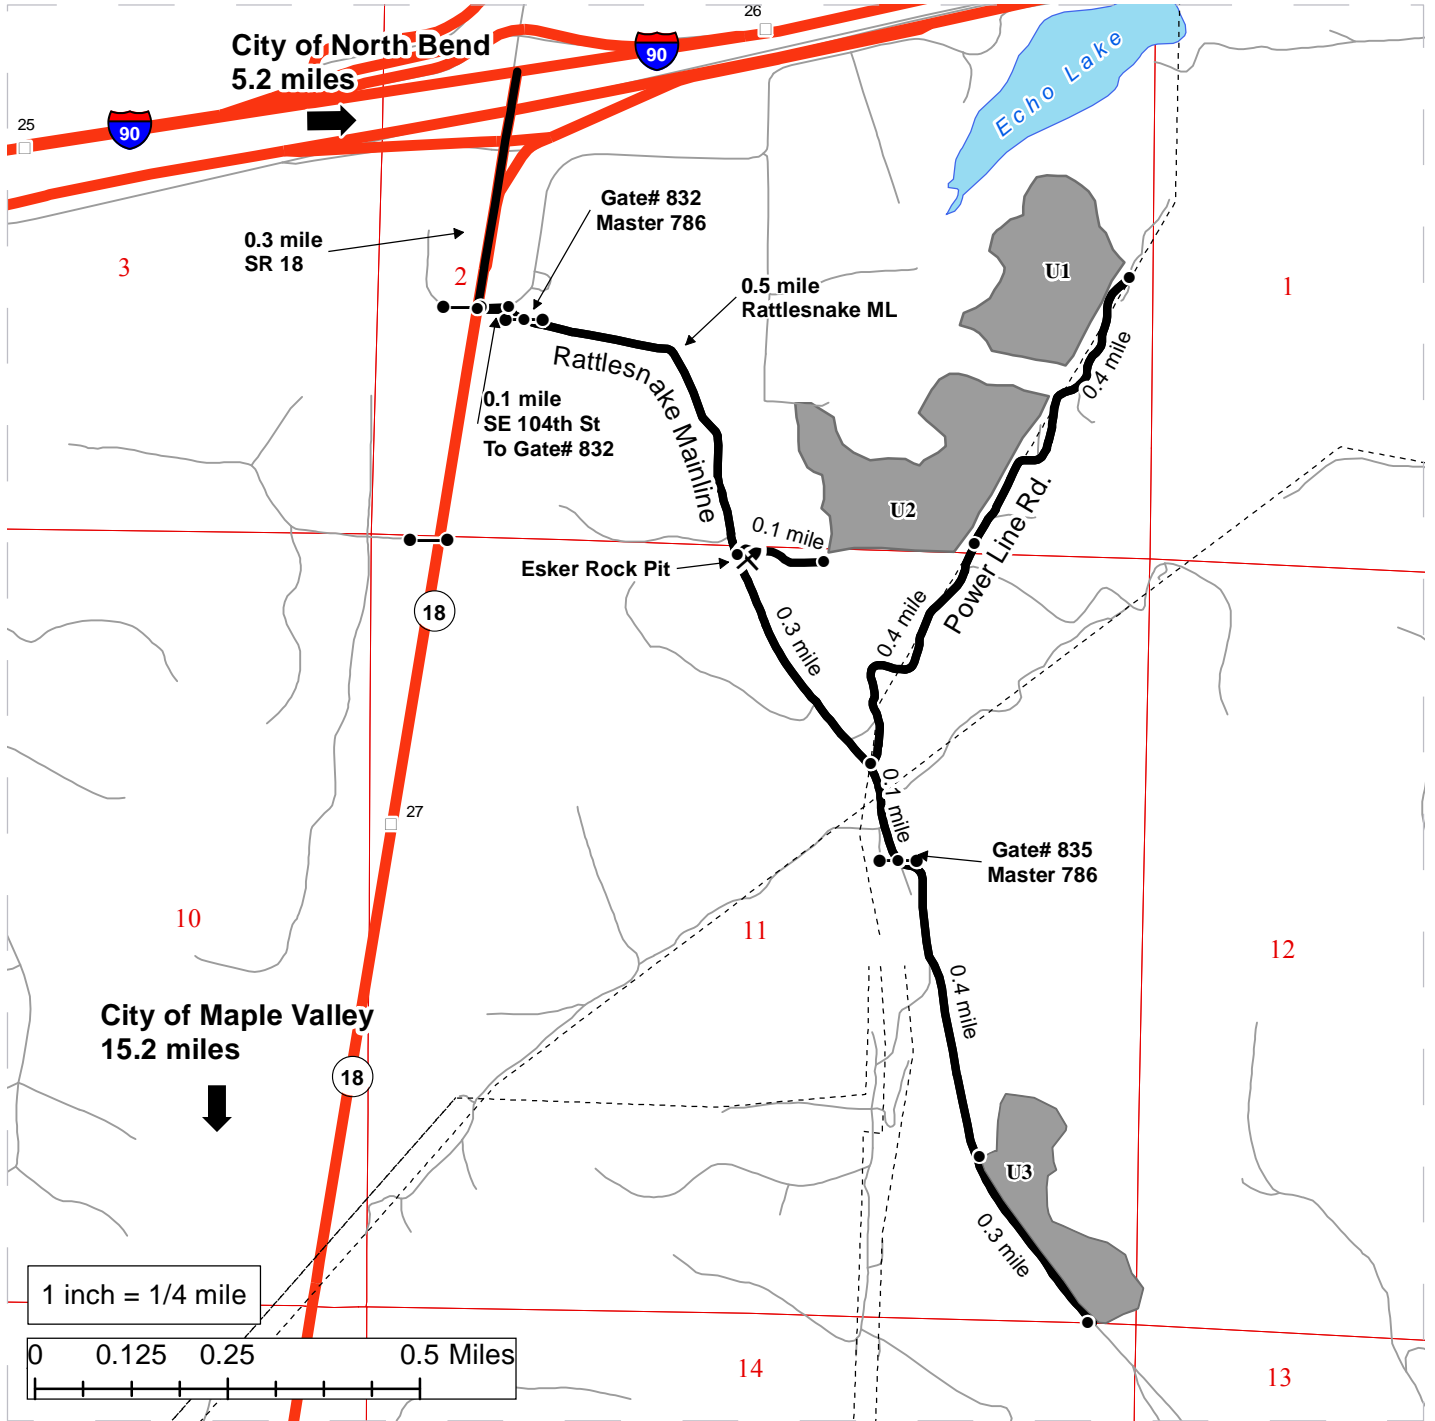 26
City of North Bend
5.2 miles
90
90
25
Echo Lake
Gate# 832
Master 786
0.3 mile
SR 18
3
2
U1
1
0.5 mile
Rattlesnake ML
0.4 mile
Rattlesnake Mainline
0.1 mile
SE 104th St
To Gate# 832
U2
Power Line Rd.
0.1 mile
Esker Rock Pit
18
0.3 mile
0.4 mile
0.1 mile
27
Gate# 835
Master 786
10
11
12
City of Maple Valley
15.2 miles
0.4 mile
18
U3
0.3 mile
1 inch = 1/4 mile
0 0.125 0.25 0.5 Miles
14
13